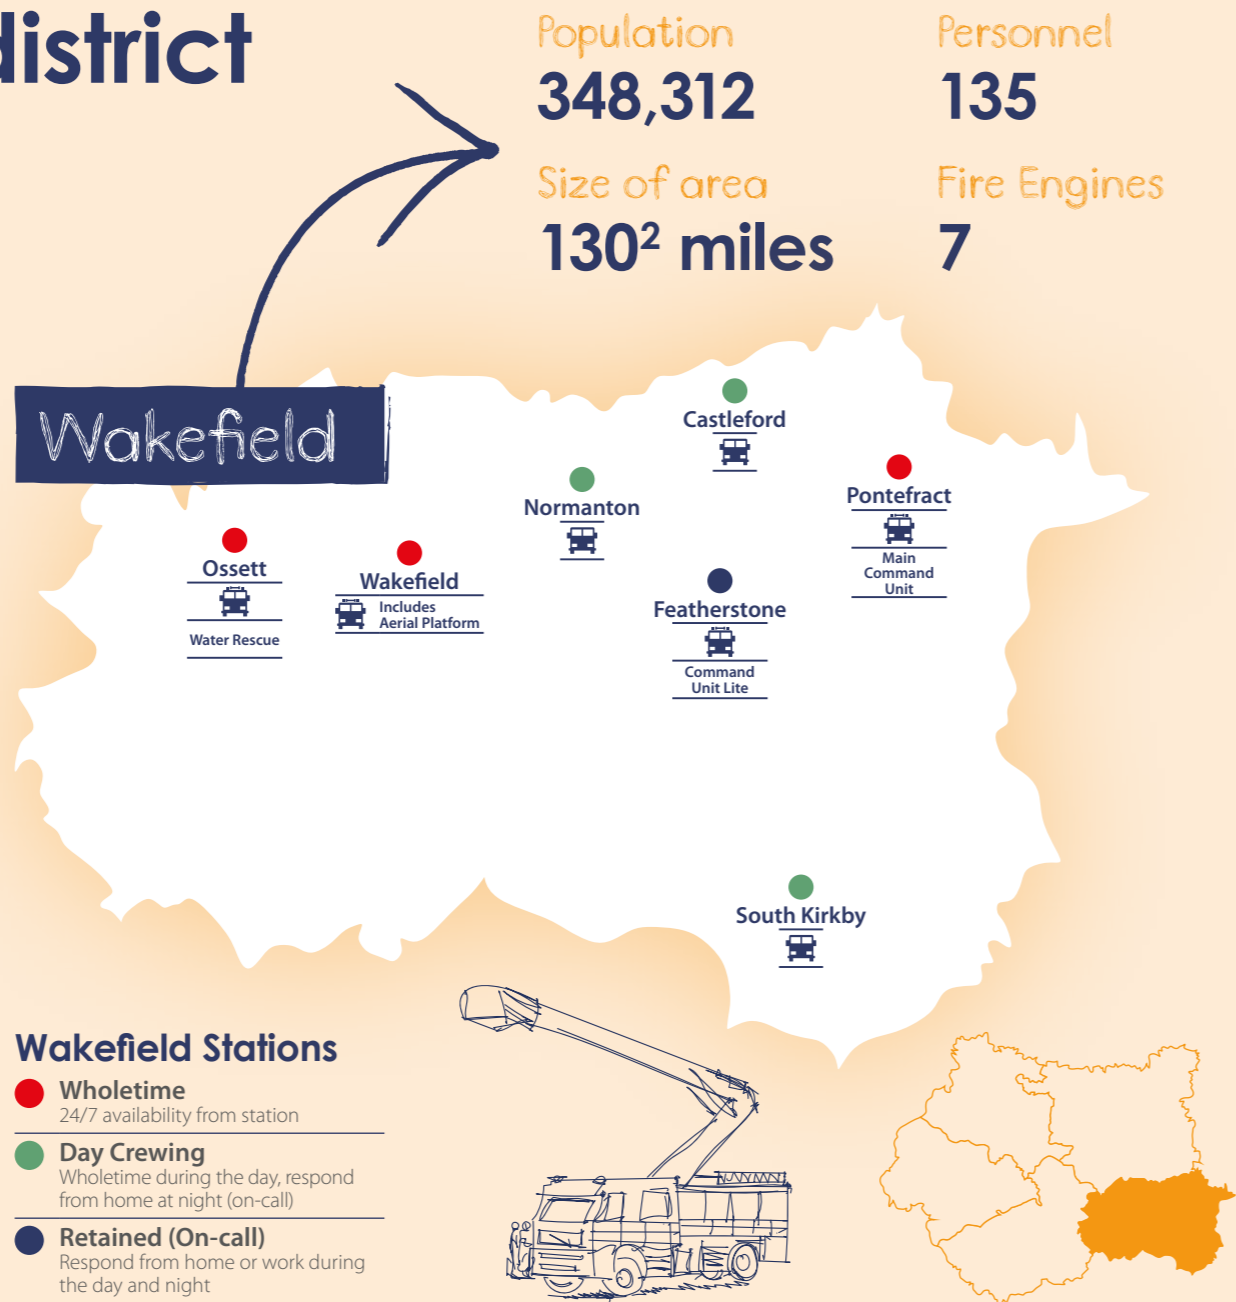 district
Population
348,312
Personnel
135
Size of area
130² miles
Fire Engines
7
Wakefield
Castleford
Normanton
Pontefract
Main
Command
Unit
Ossett
Water Rescue
Wakefield
Includes
Aerial Platform
Featherstone
Command
Unit Lite
South Kirkby
Wakefield Stations
Wholetime
24/7 availability from station
Day Crewing
Wholetime during the day, respond
from home at night (on-call)
Retained (On-call)
Respond from home or work during
the day and night